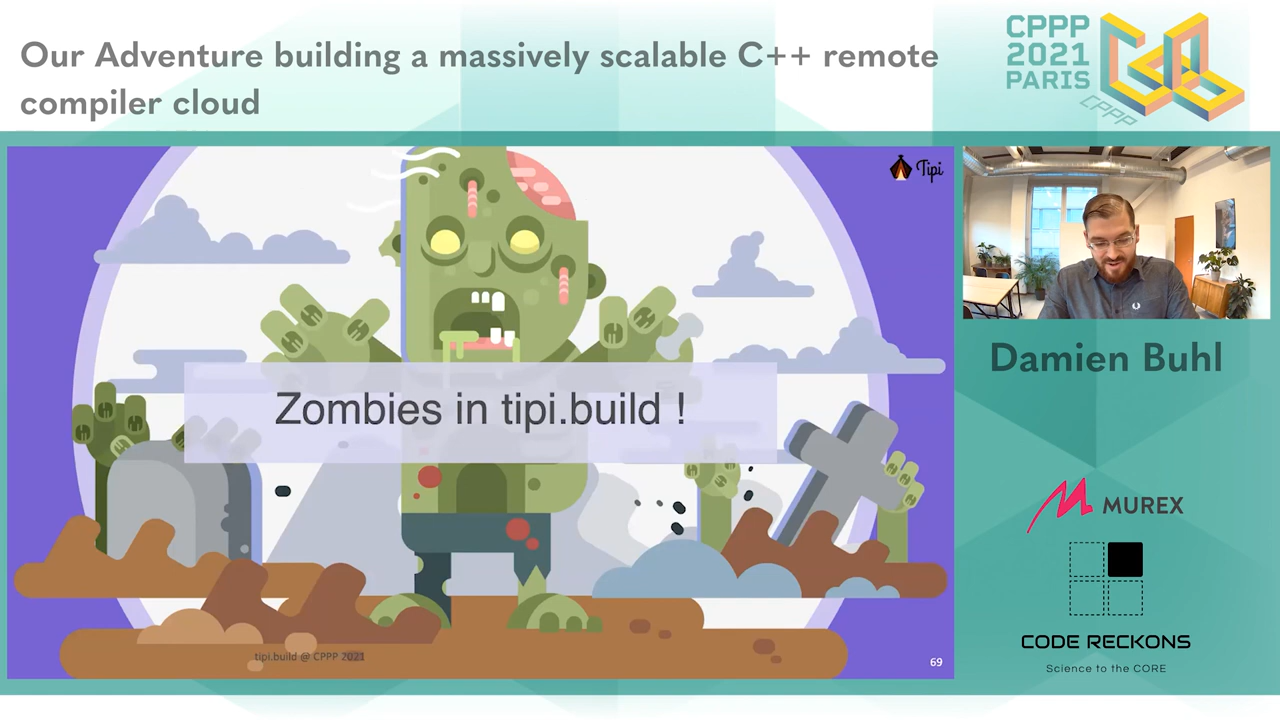 Our Adventure building a massively scalable C++ remote
compiler cloud
CPPP
2021
PARIS
CPPP
Tipi
Zombies in tipi.build !
tipi.build @ CPPP 2021
69
Damien Buhl
MUREX
CODE RECKONS
Science to the CORE